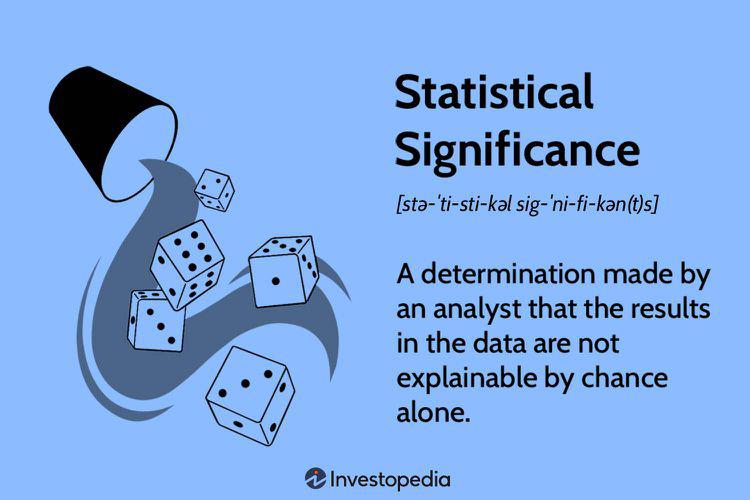 Statistical
Significance
[stə-ˈti-sti-kəl sig-ˈni-fi-kən(t)s]
A determination made by
an analyst that the results
in the data are not
explainable by chance
alone.
Investopedia